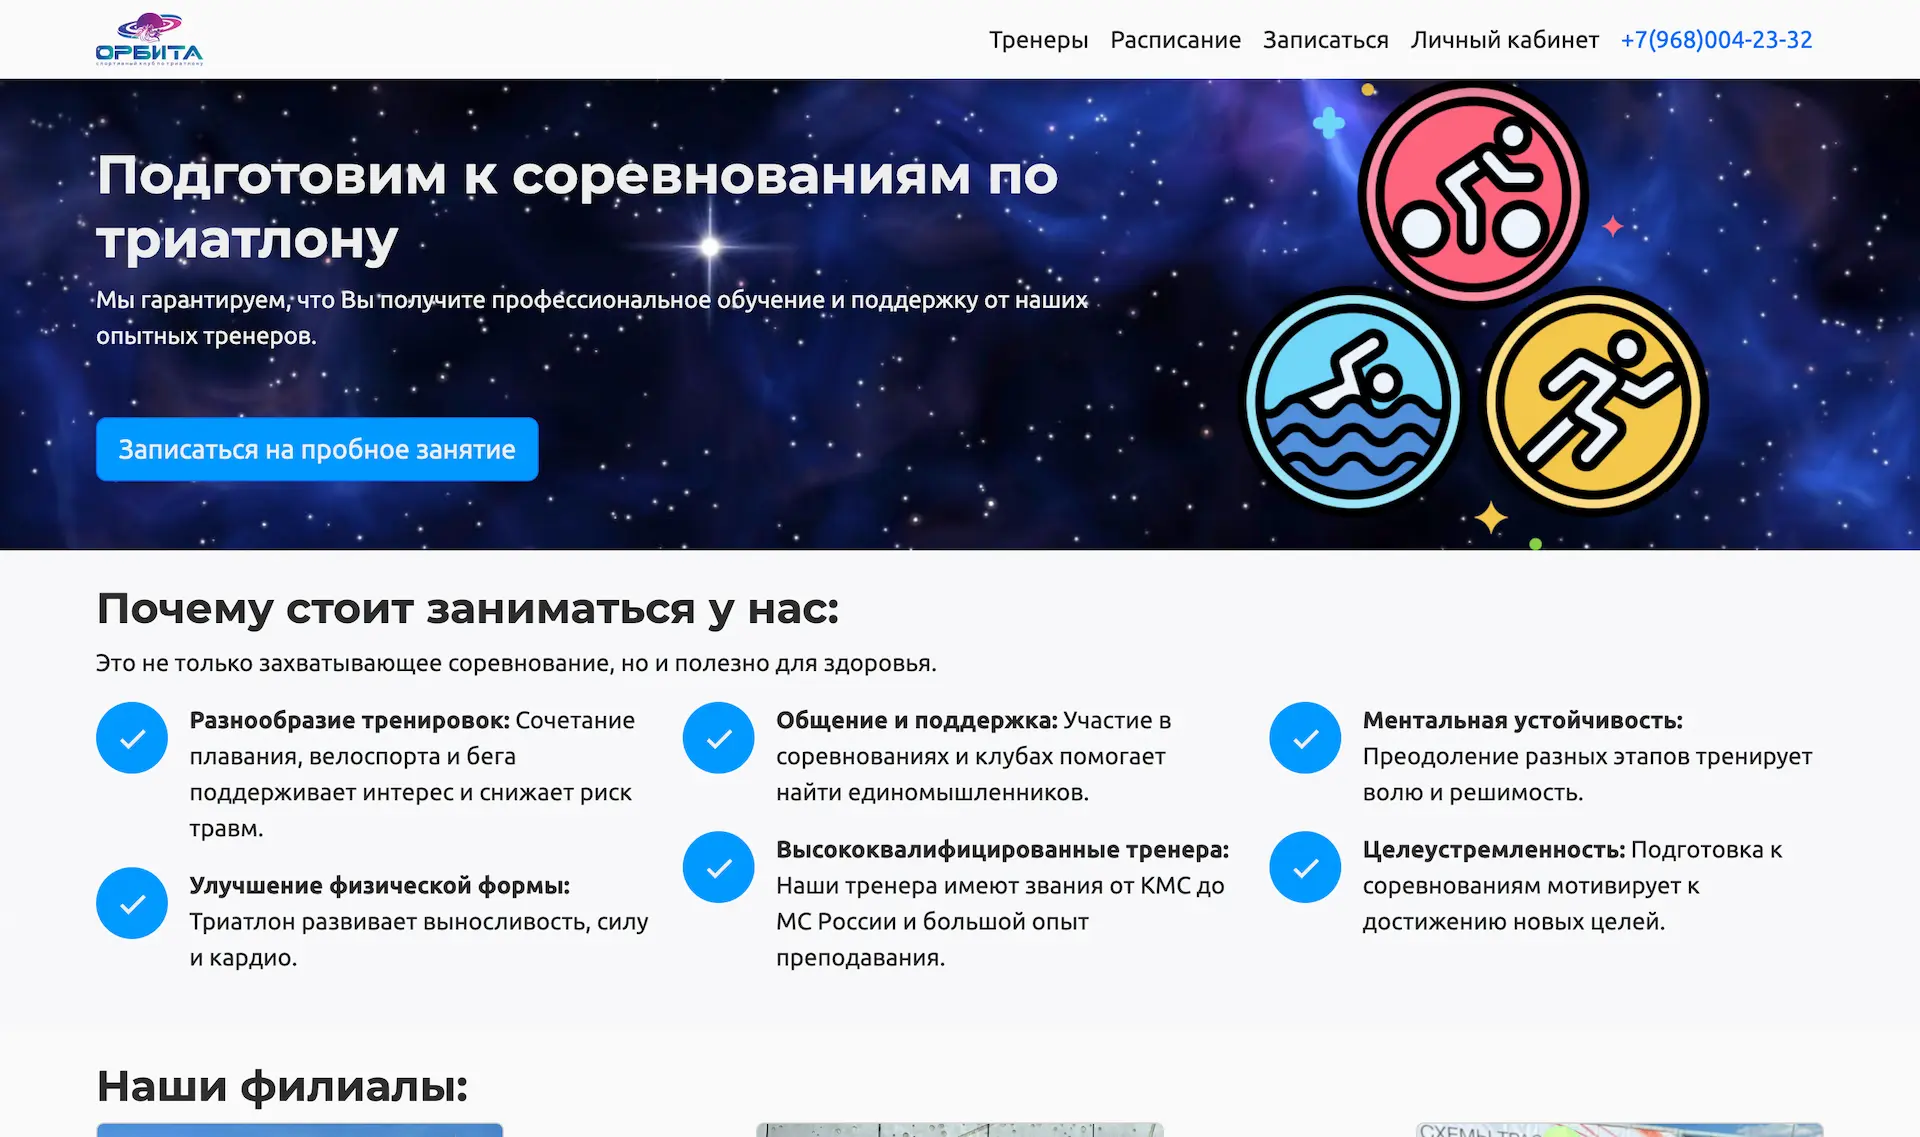 ОРБИТА
спортивный клуб по триатлону
Тренеры
Расписание
Записаться
Личный кабинет
+7(968)004-23-32
Подготовим к соревнованиям по
триатлону
Мы гарантируем, что Вы получите профессиональное обучение и поддержку от наших
опытных тренеров.
Записаться на пробное занятие
Почему стоит заниматься у нас:
Это не только захватывающее соревнование, но и полезно для здоровья.
Разнообразие тренировок: Сочетание
плавания, велоспорта и бега
поддерживает интерес и снижает риск
травм.
Улучшение физической формы:
Триатлон развивает выносливость, силу
и кардио.
Общение и поддержка: Участие в
соревнованиях и клубах помогает
найти единомышленников.
Высококвалифицированные тренера:
Наши тренера имеют звания от КМС до
МС России и большой опыт
преподавания.
Ментальная устойчивость:
Преодоление разных этапов тренирует
волю и решимость.
Целеустремленность: Подготовка к
соревнованиям мотивирует к
достижению новых целей.
Наши филиалы:
СХЕМЫ